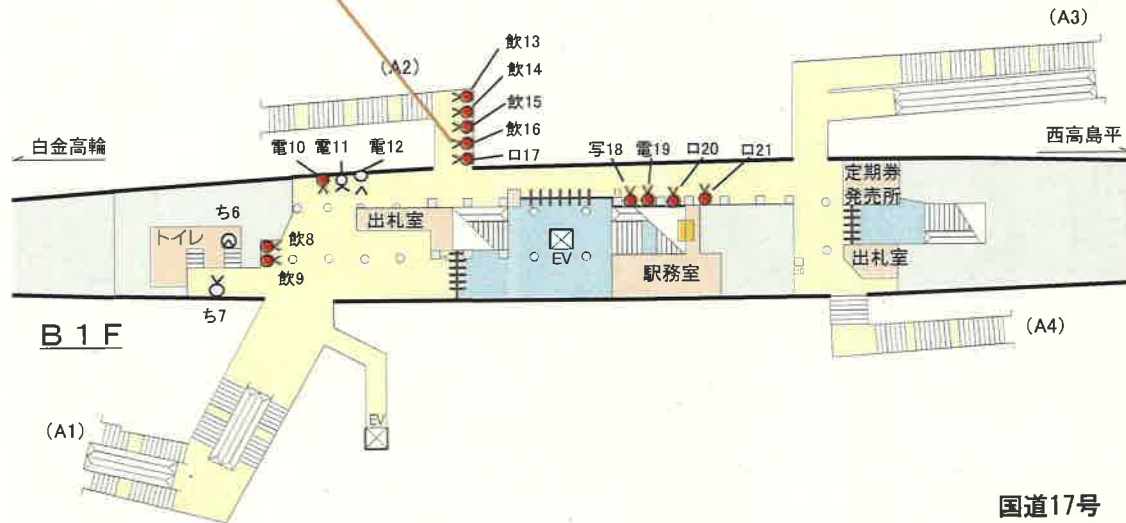 (A3)
飲13
飲14
(A2)
飲15
飲16
白金高輪
電10
電11
電12
口17
写18
電19
口20
口21
西高島平
定期券
発売所
ち6
トイレ
飲8
出札室
EV
飲9
駅務室
出札室
ち7
B1F
(A4)
EV
(A1)
国道17号